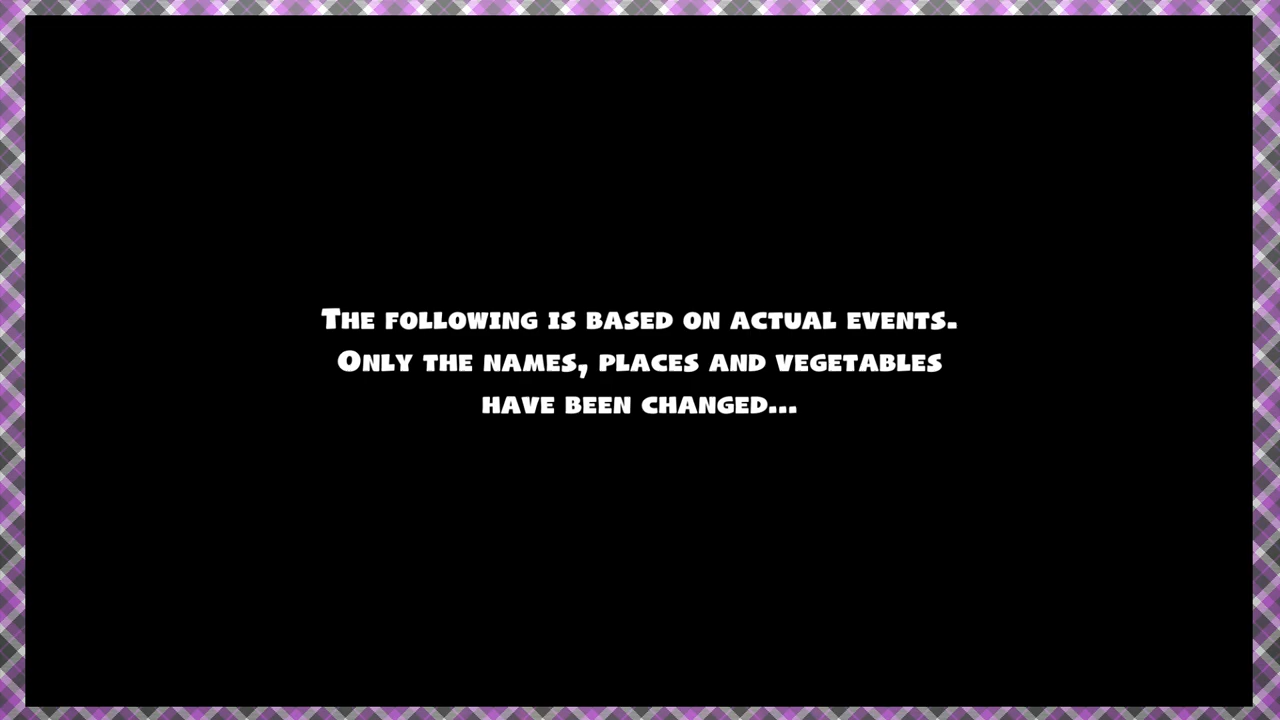 The following is based on actual events.
Only the names, places and vegetables
have been changed...